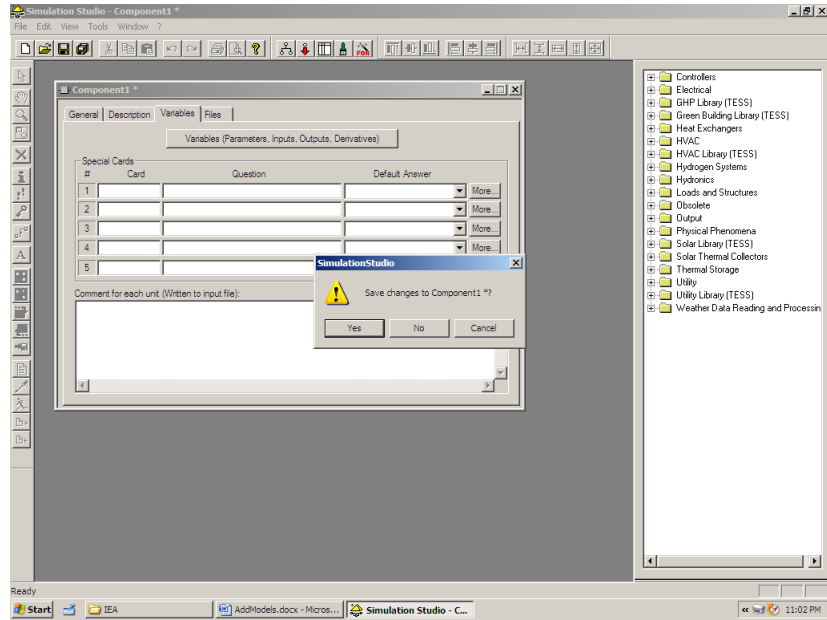 Simulation Studio - Component1 *
File Edit View Tools Window ?
FOR
Component1 *
General Description Variables Files
Variables (Parameters, Inputs, Outputs, Derivatives)
Special Cards
# Card Question Default Answer
1 More...
2 More...
3 More...
4 More...
5
Comment for each unit (Written to input file):
SimulationStudio
Save changes to Component1 *?
Yes No Cancel
Controllers
Electrical
GHP Library (TESS)
Green Building Library (TESS)
Heat Exchangers
HVAC
HVAC Library (TESS)
Hydrogen Systems
Hydronics
Loads and Structures
Obsolete
Output
Physical Phenomena
Solar Library (TESS)
Solar Thermal Collectors
Thermal Storage
Utility
Utility Library (TESS)
Weather Data Reading and Processin
Ready
Start IEA AddModels.docx - Micros... Simulation Studio - C... « 11:02 PM